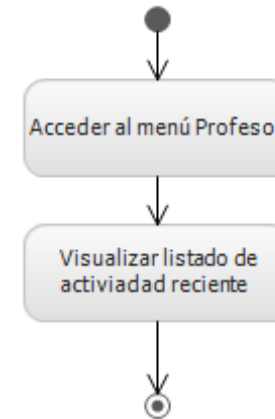 Acceder al menú Profeso
Visualizar listado de
activiadad reciente